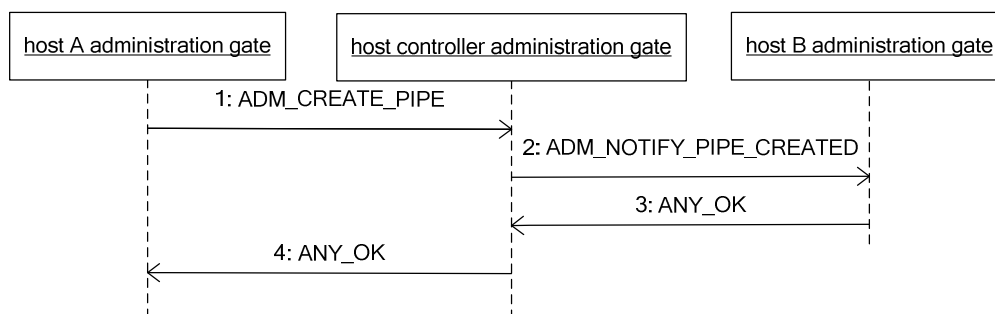 host A administration gate
host controller administration gate
host B administration gate
1: ADM_CREATE_PIPE
2: ADM_NOTIFY_PIPE_CREATED
3: ANY_OK
4: ANY_OK